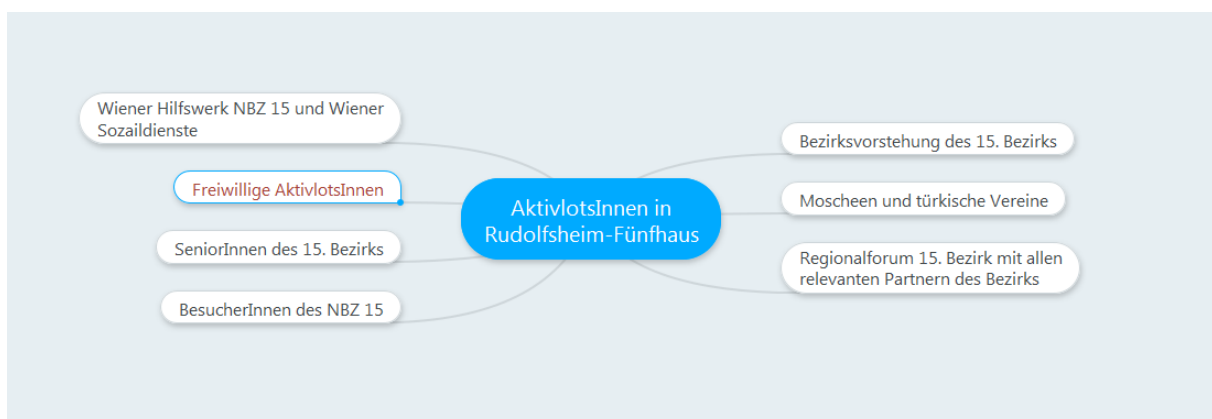 Wiener Hilfswerk NBZ 15 und Wiener
Sozaildienste
Freiwillige AktivlotsInnen
SeniorInnen des 15. Bezirks
BesucherInnen des NBZ 15
AktivlotsInnen in
Rudolfsheim-Fünfhaus
Bezirksvorstehung des 15. Bezirks
Moscheen und türkische Vereine
Regionalforum 15. Bezirk mit allen
relevanten Partnern des Bezirks